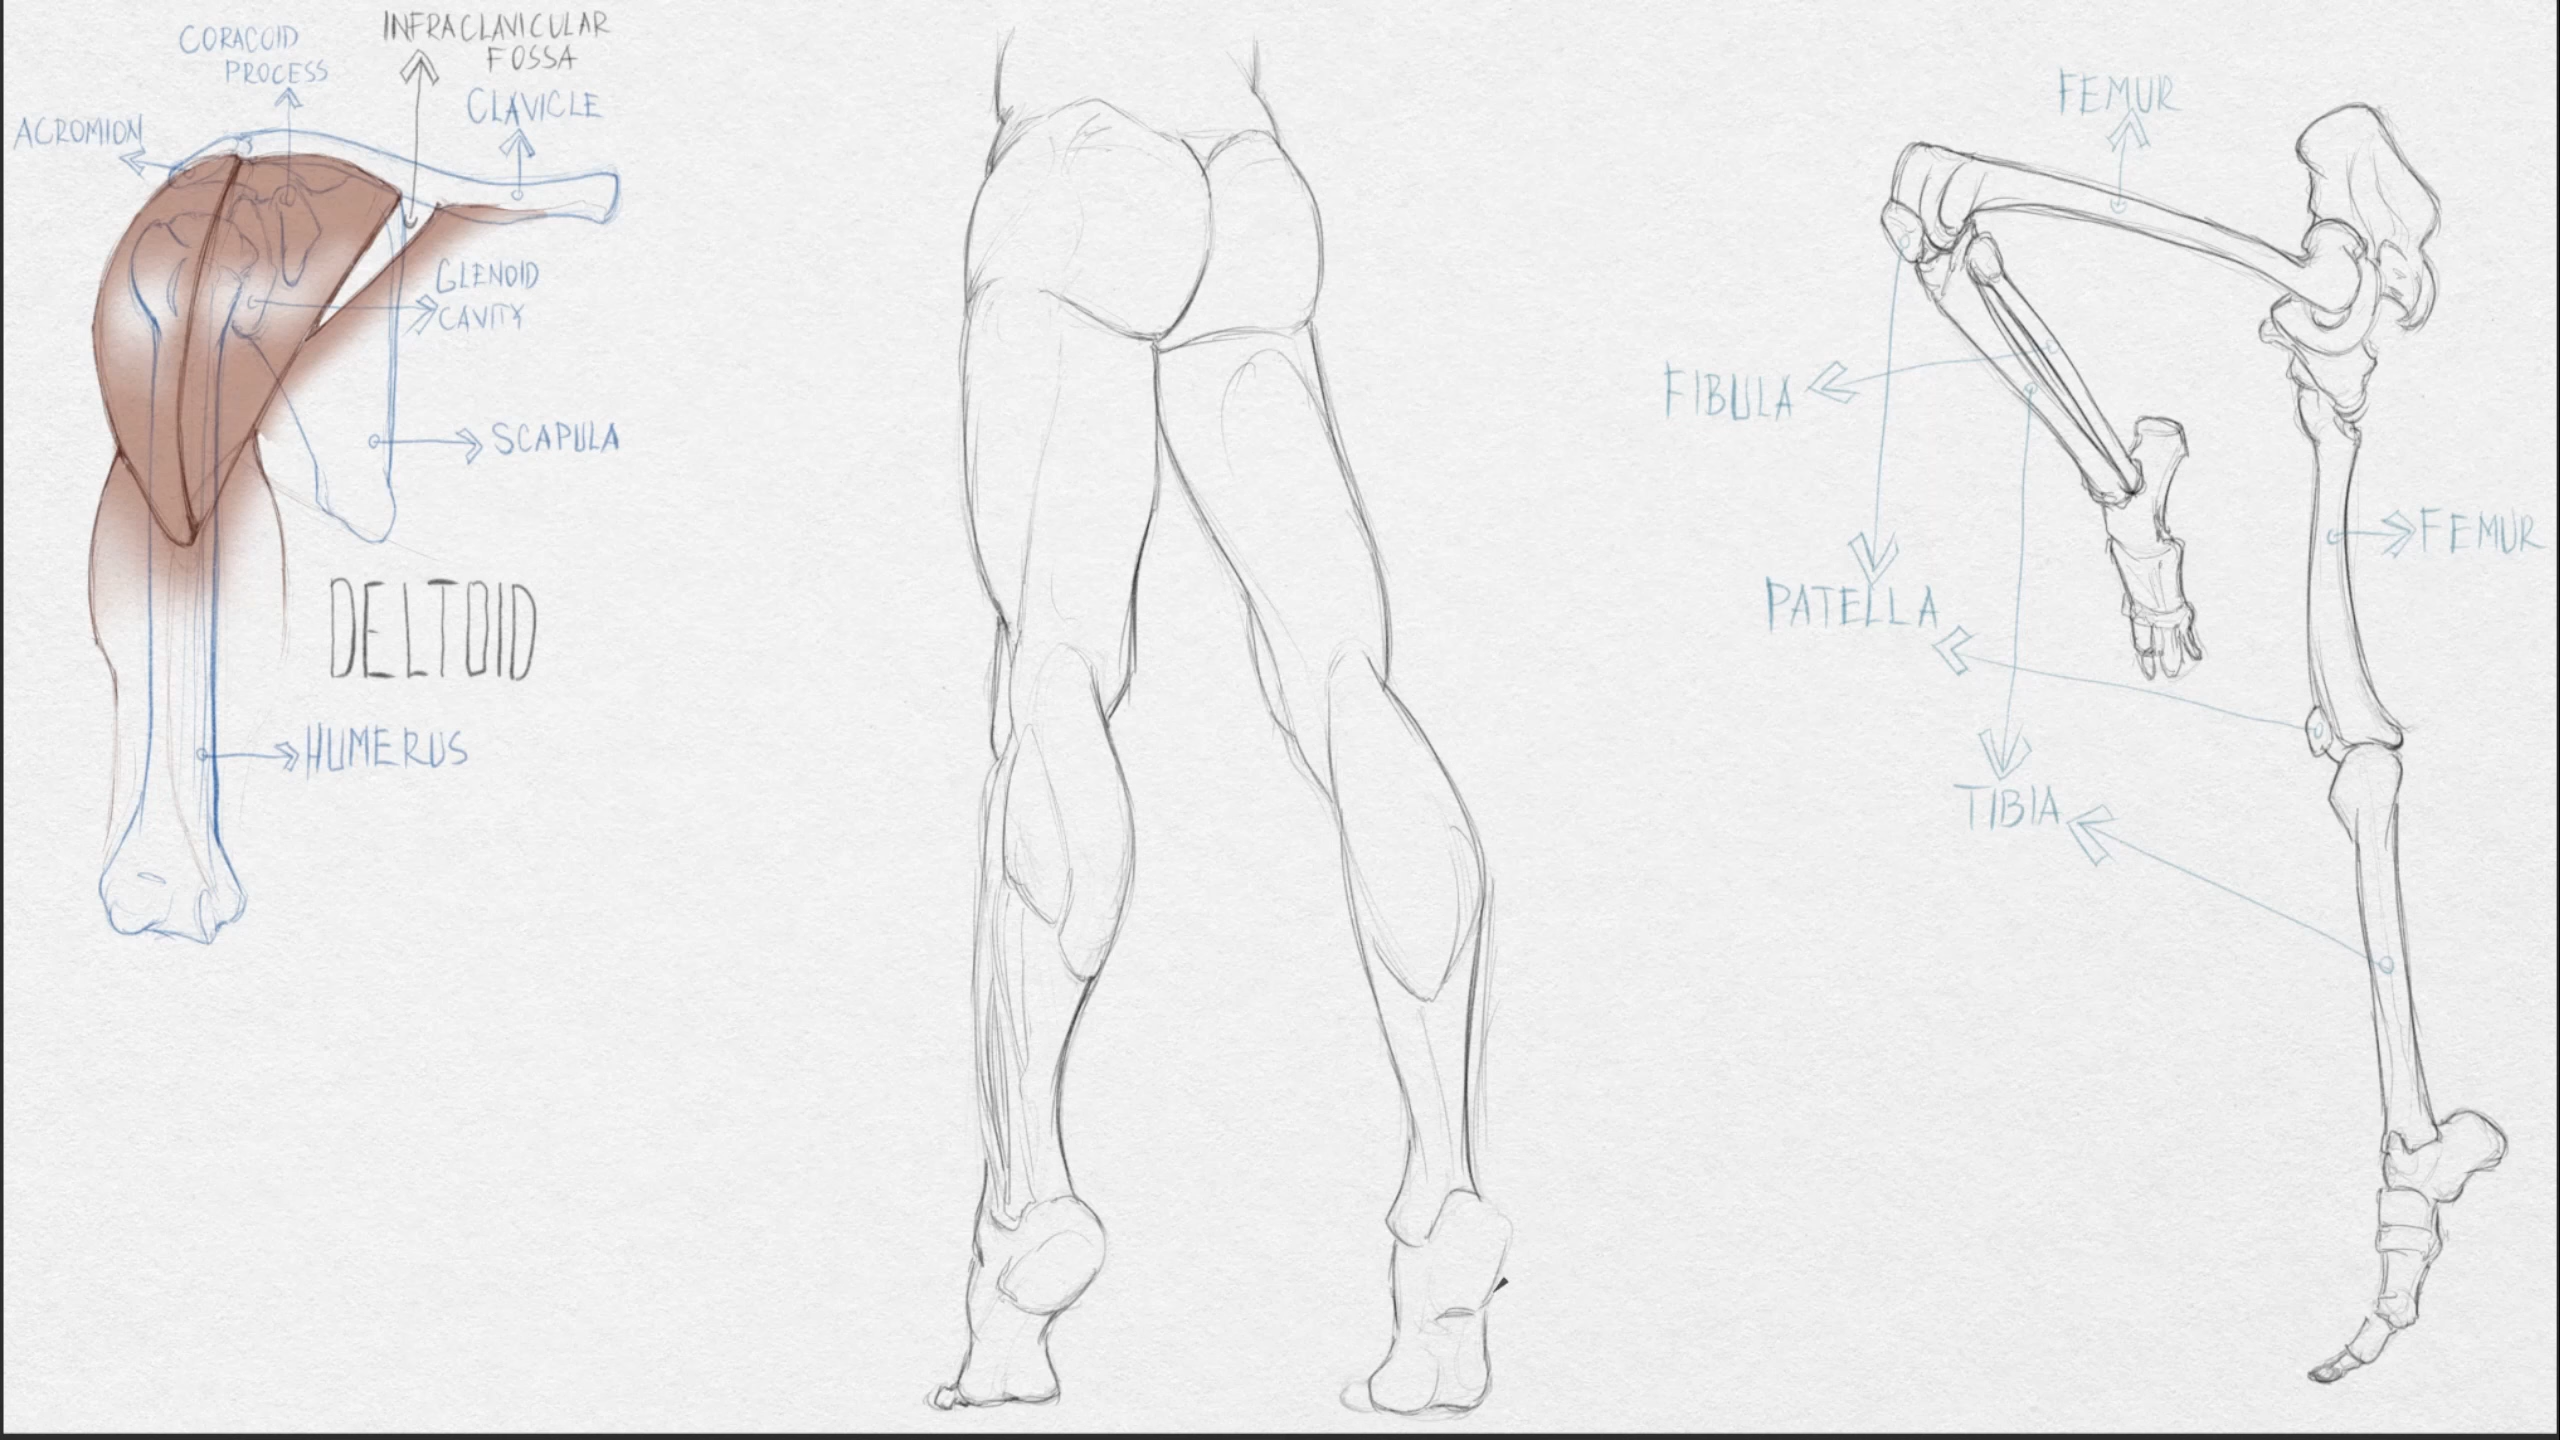 CORACOID
PROCESS
INFRACLAVICULAR
FOSSA
CLAVICLE
ACROMION
GLENOID
CAVITY
SCAPULA
DELTOID
HUMERUS
FEMUR
FIBULA
FEMUR
PATELLA
TIBIA